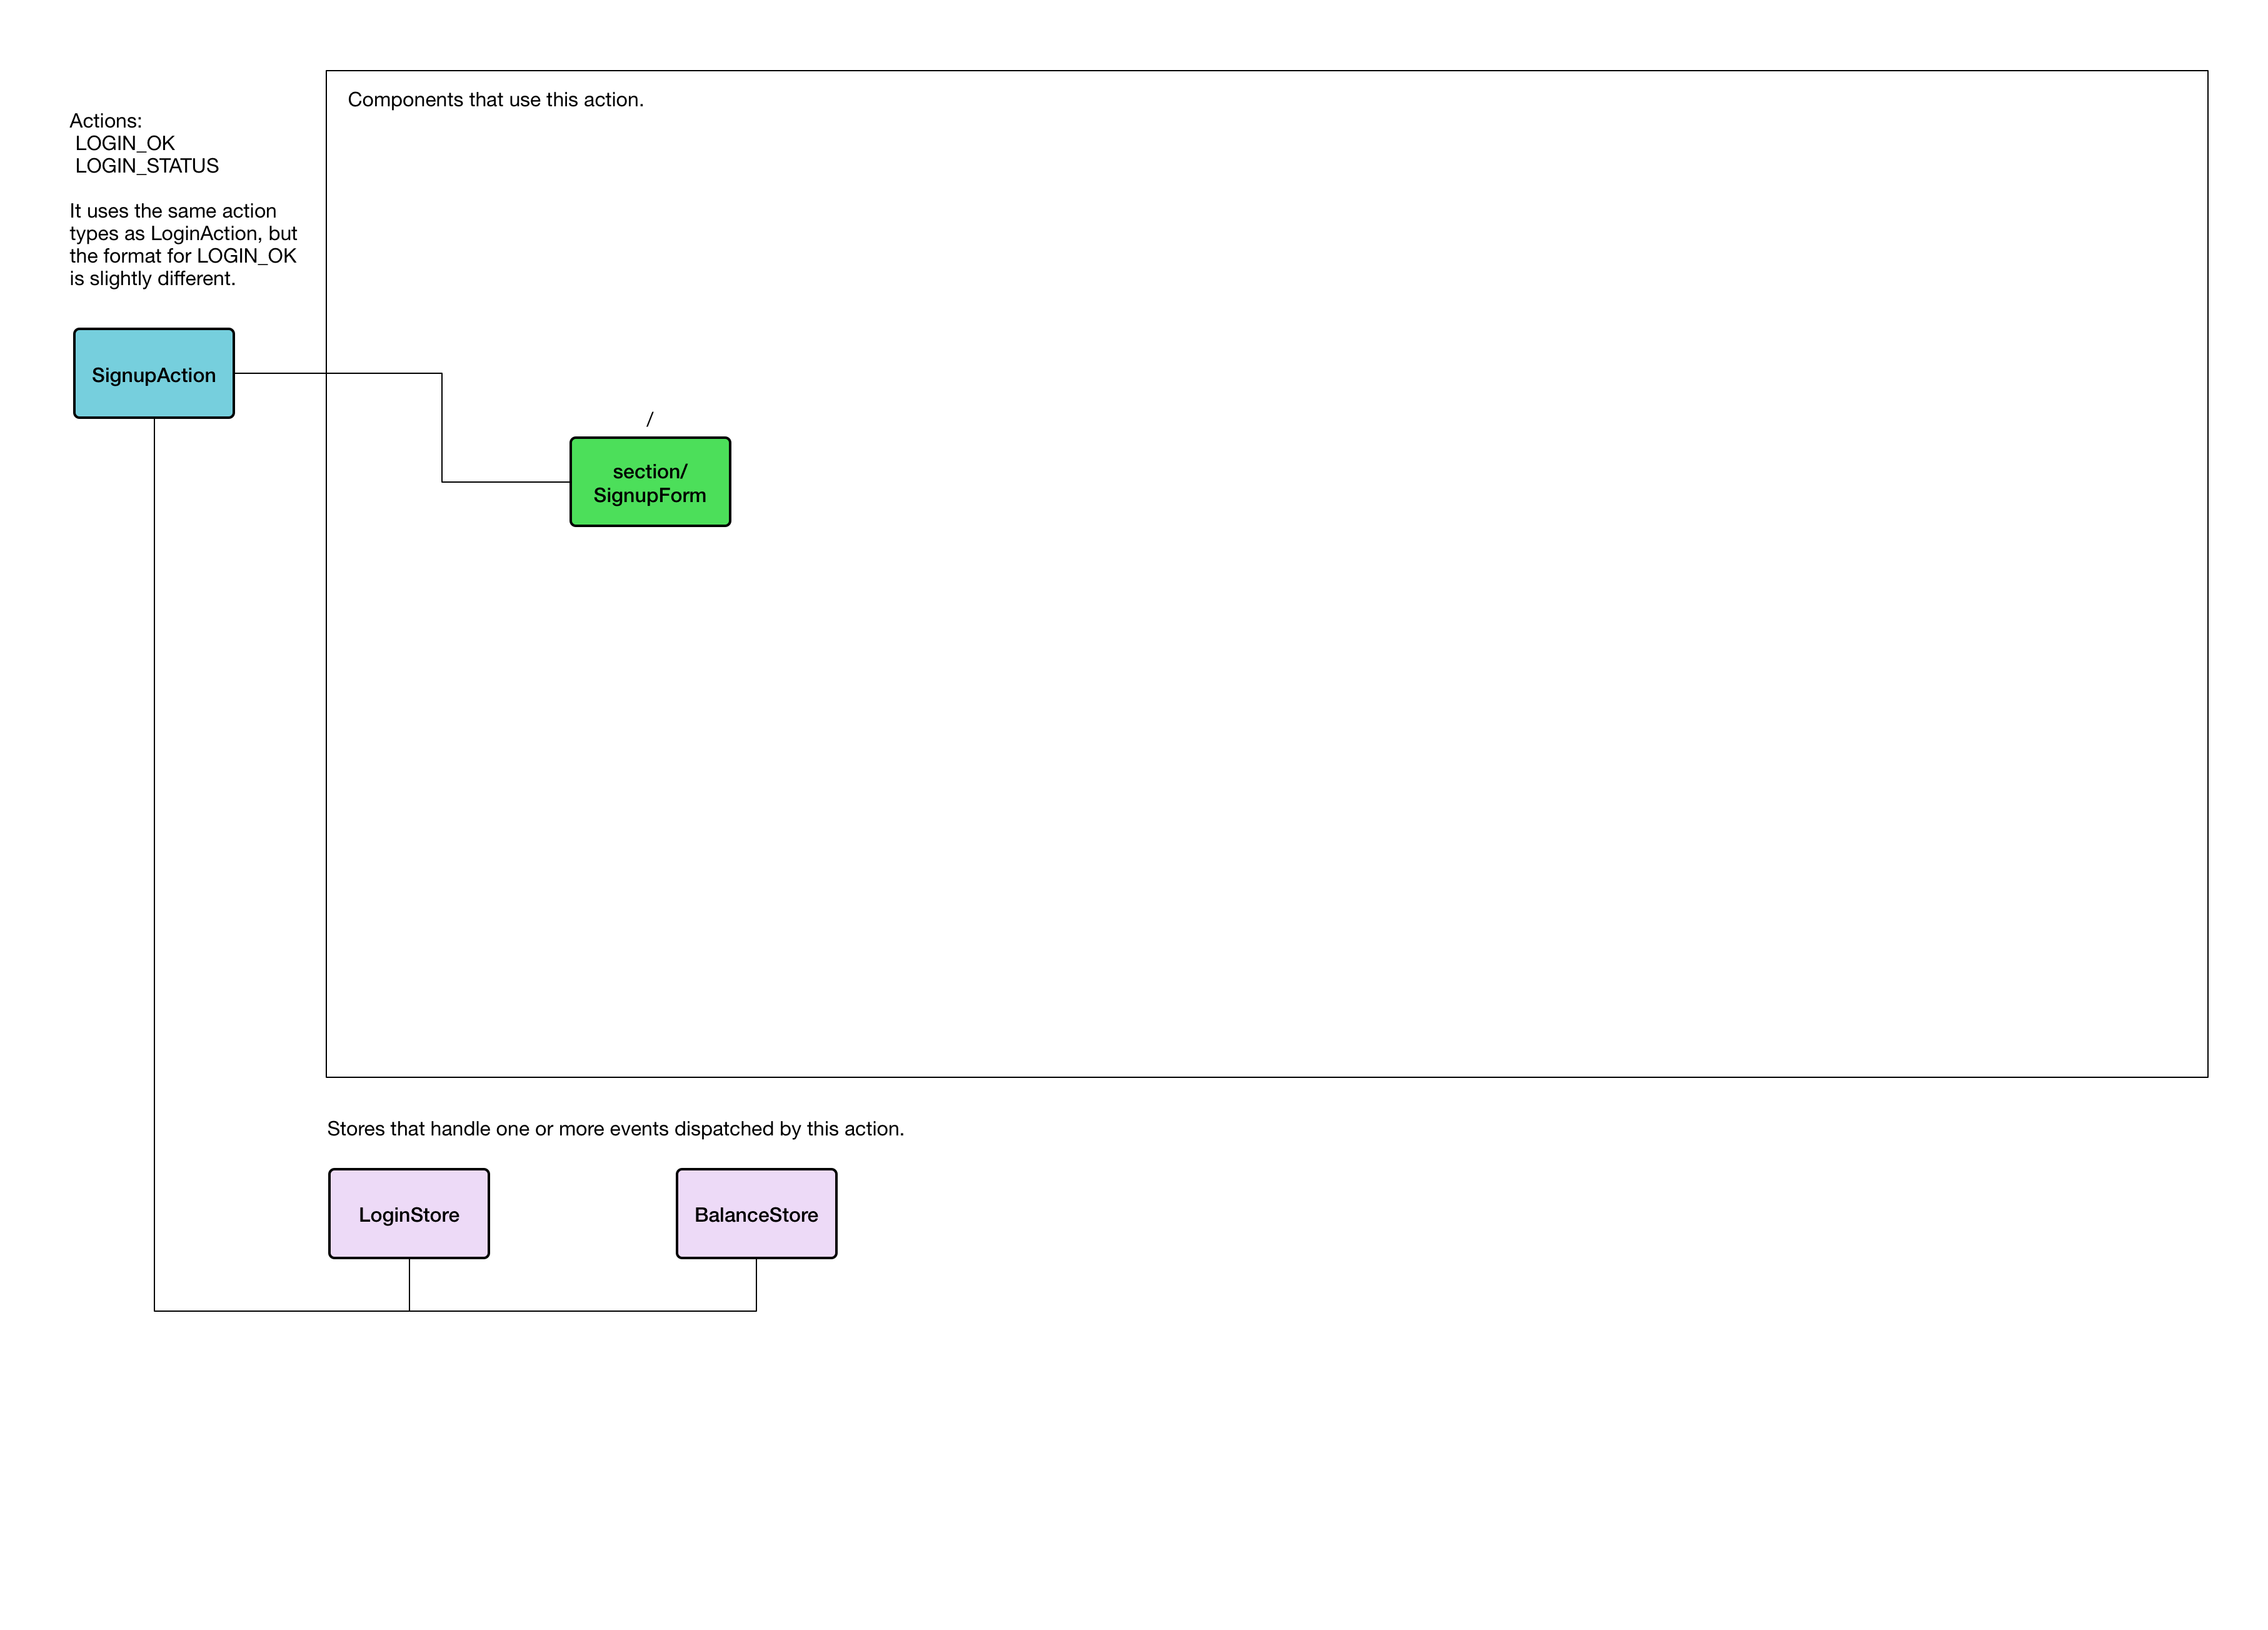 Components that use this action.
Actions:
LOGIN_OK
LOGIN_STATUS
It uses the same action
types as LoginAction, but
the format for LOGIN_OK
is slightly different.
SignupAction
/
section/
SignupForm
Stores that handle one or more events dispatched by this action.
LoginStore
BalanceStore